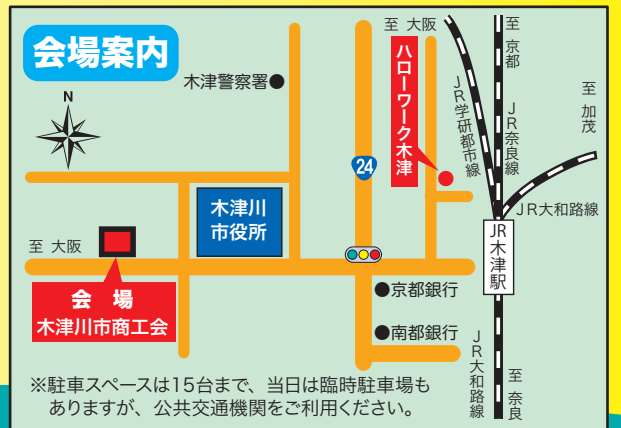 会場案内
N
木津警察署●
至 大阪
ハローワーク木津
24
JR学研都市線
至 京都
JR奈良線
至 加茂
JR大和路線
木津川
市役所
至 大阪
会 場
木津川市商工会
JR木津駅
●京都銀行
●南都銀行
JR大和路線
至 奈良
※駐車スペースは15台まで、当日は臨時駐車場も
ありますが、公共交通機関をご利用ください。